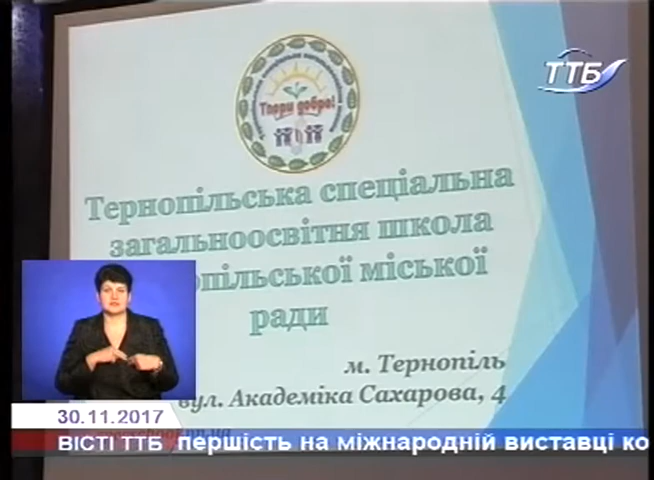 ТТБ
Твори добро!
Тернопільська спеціальна
загальноосвітня школа
міської
ради
м. Тернопіль
вул. Академіка Сахарова, 4
30.11.2017
ВІСТІ ТТБ першість на міжнародній виставці ко